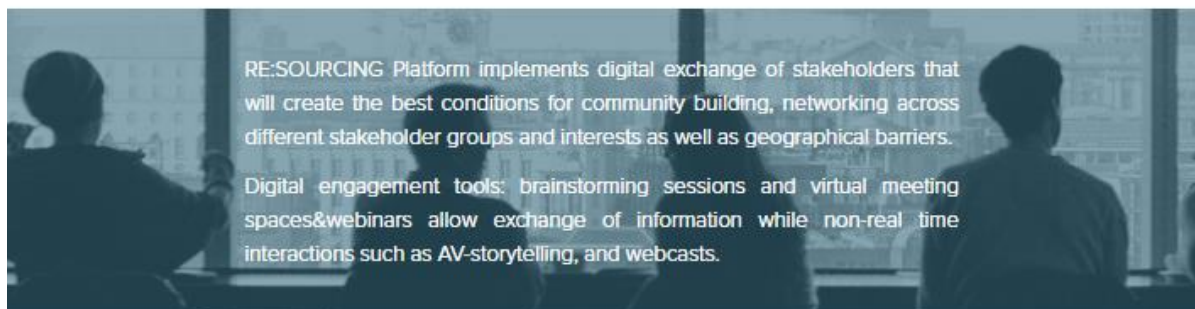 RE:SOURCING Platform implements digital exchange of stakeholders that
will create the best conditions for community building, networking across
different stakeholder groups and interests as well as geographical barriers.
Digital engagement tools: brainstorming sessions and virtual meeting
spaces&webinars allow exchange of information while non-real time
interactions such as AV-storytelling, and webcasts.